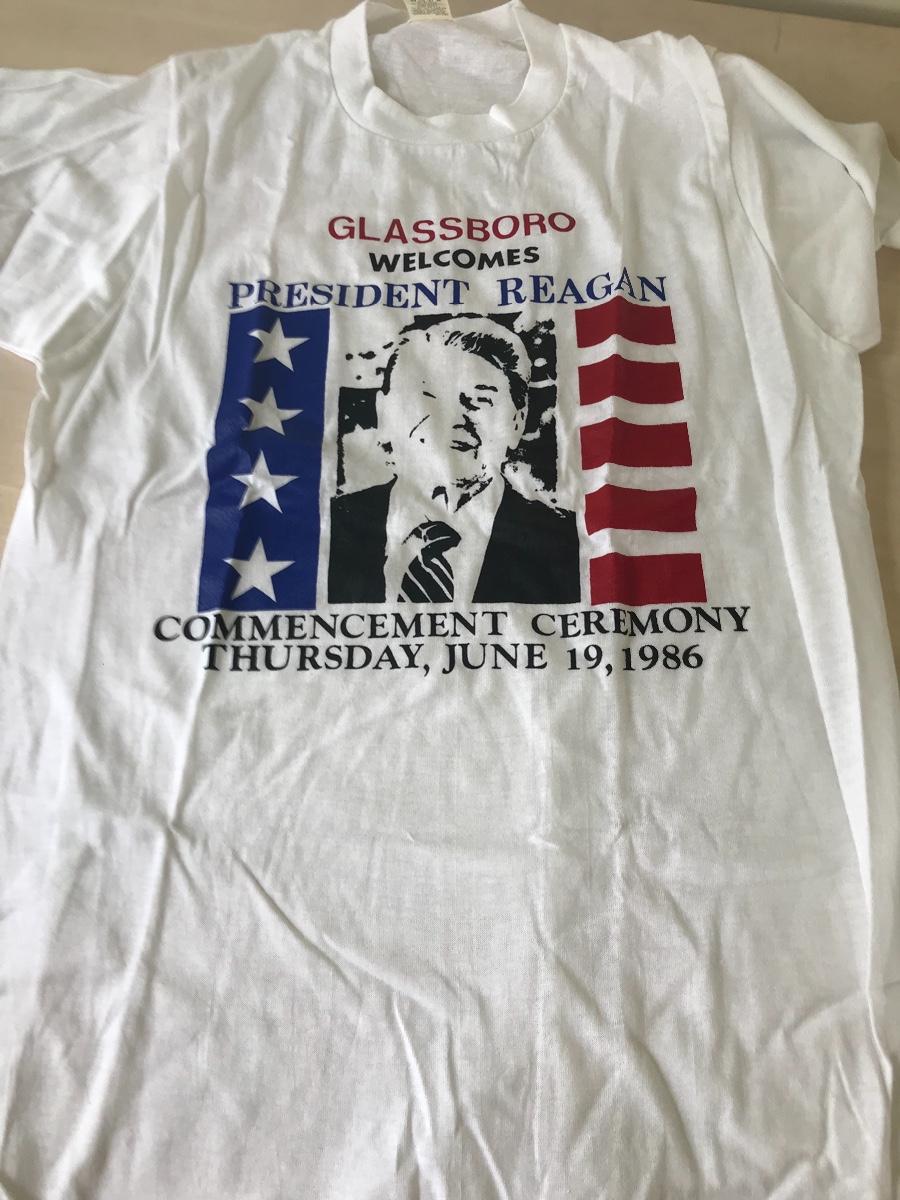 GLASSBORO
WELCOMES
PRESIDENT REAGAN
COMMENCEMENT CEREMONY
THURSDAY, JUNE 19, 1986